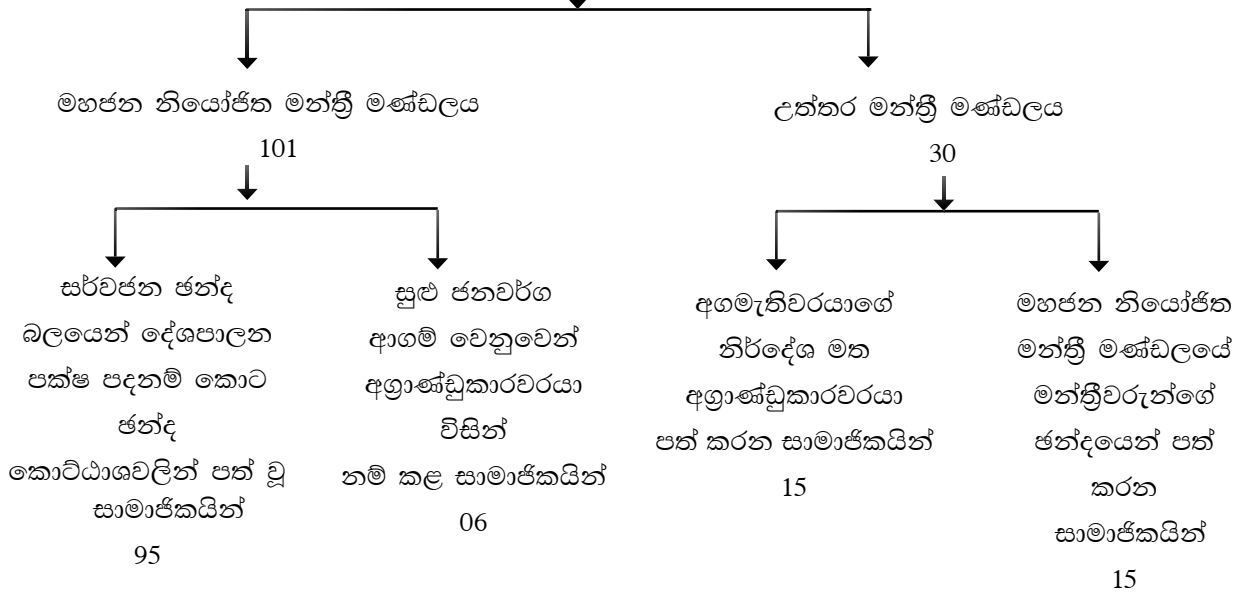 මහජන නියෝජිත මන්ත්‍රී මණ්ඩලය
101
උත්තර මන්ත්‍රී මණ්ඩලය
30
සර්වජන ඡන්ද
බලයෙන් දේශපාලන
පක්ෂ පදනම් කොට
ඡන්ද
කොට්ඨාශවලින් පත් වූ
සාමාජිකයින්
95
සුළු ජනවර්ග
ආගම් වෙනුවෙන්
අග්‍රාණ්ඩුකාරවරයා
විසින්
නම් කළ සාමාජිකයින්
06
අගමැතිවරයාගේ
නිර්දේශ මත
අග්‍රාණ්ඩුකාරවරයා
පත් කරන සාමාජිකයින්
15
මහජන නියෝජිත
මන්ත්‍රී මණ්ඩලයේ
මන්ත්‍රීවරුන්ගේ
ඡන්දයෙන් පත්
කරන
සාමාජිකයින්
15